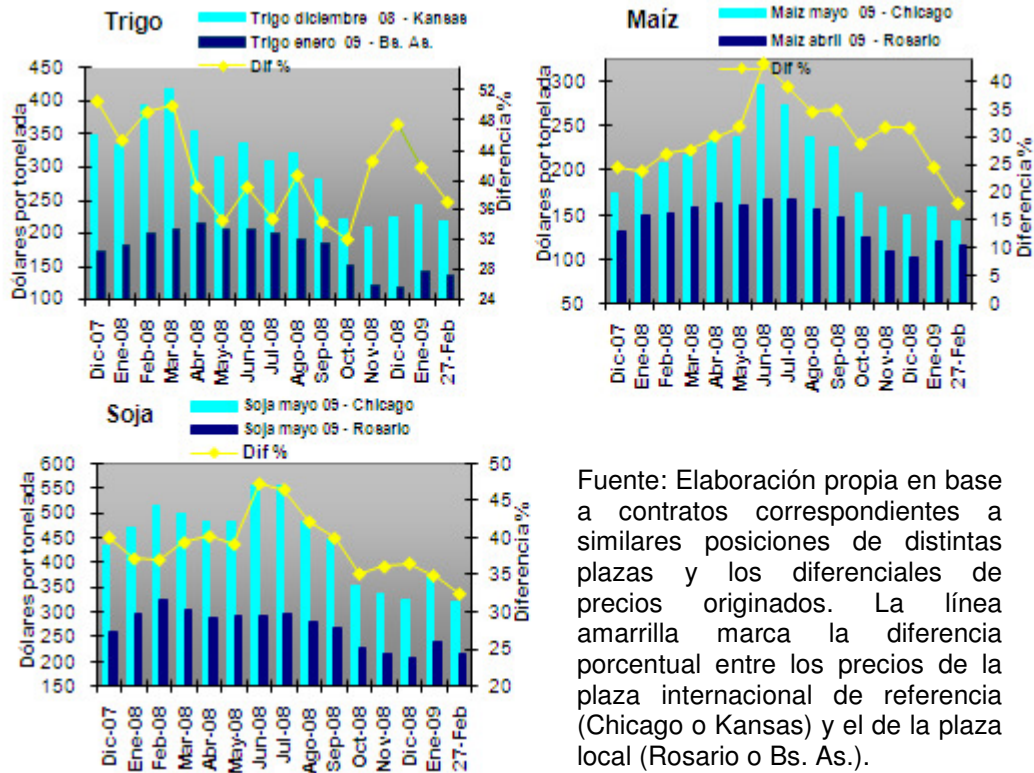 Trigo
Trigo diciembre 08 - Kansas
Trigo enero 09 - Bs. As.
Dif %
Dólares por tonelada
450
400
350
300
250
200
150
100
Diferencia %
52
48
44
40
36
32
28
24
Dic-07
Ene-08
Feb-08
Mar-08
Abr-08
May-08
Jun-08
Jul-08
Ago-08
Sep-08
Oct-08
Nov-08
Dic-08
Ene-09
27-Feb
Maíz
Maiz mayo 09 - Chicago
Maiz abril 09 - Rosario
Dif %
Dólares por tonelada
300
250
200
150
100
50
Diferencia %
40
35
30
25
20
15
10
5
0
Dic-07
Ene-08
Feb-08
Mar-08
Abr-08
May-08
Jun-08
Jul-08
Ago-08
Sep-08
Oct-08
Nov-08
Dic-08
Ene-09
27-Feb
Soja
Soja mayo 09 - Chicago
Soja mayo 09 - Rosario
Dif %
Dólares por tonelada
600
550
500
450
400
350
300
250
200
150
Diferencia %
50
45
40
35
30
25
20
Dic-07
Ene-08
Feb-08
Mar-08
Abr-08
May-08
Jun-08
Jul-08
Ago-08
Sep-08
Oct-08
Nov-08
Dic-08
Ene-09
27-Feb
Fuente: Elaboración propia en base
a contratos correspondientes a
similares posiciones de distintas
plazas y los diferenciales de
precios originados. La línea
amarrilla marca la diferencia
porcentual entre los precios de la
plaza internacional de referencia
(Chicago o Kansas) y el de la plaza
local (Rosario o Bs. As.).